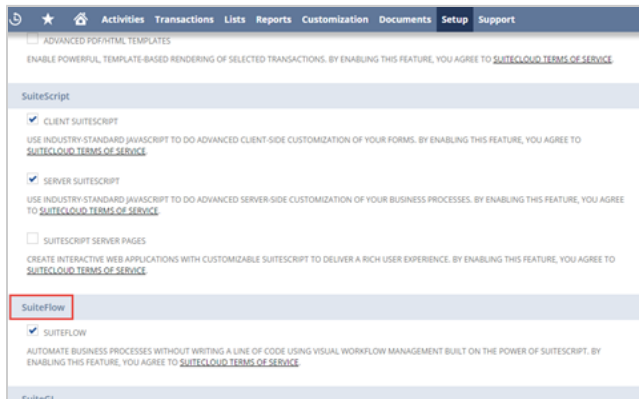 Activities Transactions Lists Reports Customization Documents Setup Support
ADVANCED PDF/HTML TEMPLATES
ENABLE POWERFUL, TEMPLATE-BASED RENDERING OF SELECTED TRANSACTIONS. BY ENABLING THIS FEATURE, YOU AGREE TO SUITECLOUD TERMS OF SERVICE.
SuiteScript
CLIENT SUITESCRIPT
USE INDUSTRY-STANDARD JAVASCRIPT TO DO ADVANCED CLIENT-SIDE CUSTOMIZATION OF YOUR FORMS. BY ENABLING THIS FEATURE, YOU AGREE TO
SUITECLOUD TERMS OF SERVICE.
SERVER SUITESCRIPT
USE INDUSTRY-STANDARD JAVASCRIPT TO DO ADVANCED SERVER-SIDE CUSTOMIZATION OF YOUR BUSINESS PROCESSES. BY ENABLING THIS FEATURE, YOU AGREE
TO SUITECLOUD TERMS OF SERVICE.
SUITESCRIPT SERVER PAGES
CREATE INTERACTIVE WEB APPLICATIONS WITH CUSTOMIZABLE SUITESCRIPT TO DELIVER A RICH USER EXPERIENCE. BY ENABLING THIS FEATURE, YOU AGREE TO
SUITECLOUD TERMS OF SERVICE.
SuiteFlow
SUITEFLOW
AUTOMATE BUSINESS PROCESSES WITHOUT WRITING A LINE OF CODE USING VISUAL WORKFLOW MANAGEMENT BUILT ON THE POWER OF SUITESCRIPT. BY
ENABLING THIS FEATURE, YOU AGREE TO SUITECLOUD TERMS OF SERVICE.
SuiteGL